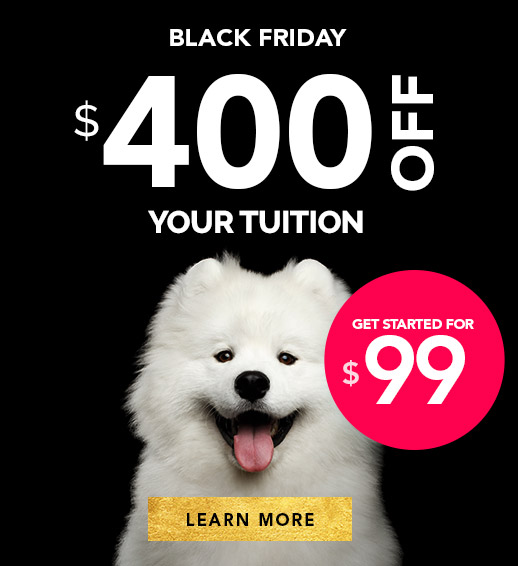 BLACK FRIDAY
$400 OFF
YOUR TUITION
GET STARTED FOR
$99
LEARN MORE